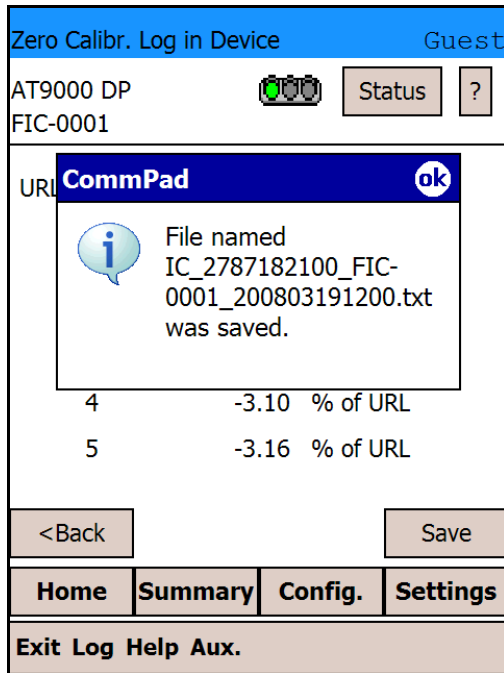 Zero Calibr. Log in Device Guest
AT9000 DP
FIC-0001
Status ?
URL
CommPad ok
File named
IC_2787182100_FIC-
0001_200803191200.txt
was saved.
4 -3.10 % of URL
5 -3.16 % of URL
<Back Save
Home Summary Config. Settings
Exit Log Help Aux.